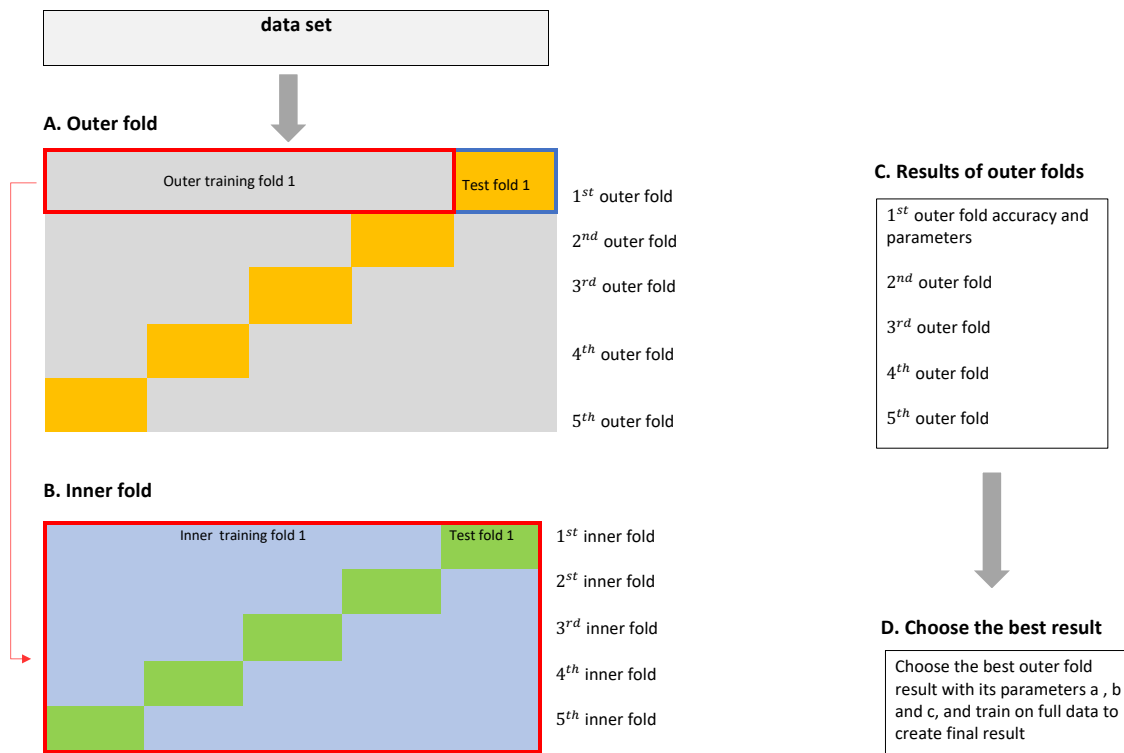 data set
A. Outer fold
Outer training fold 1
Test fold 1
1st outer fold
2nd outer fold
3rd outer fold
4th outer fold
5th outer fold
B. Inner fold
Inner training fold 1
Test fold 1
1st inner fold
2st inner fold
3rd inner fold
4th inner fold
5th inner fold
C. Results of outer folds
1st outer fold accuracy and
parameters
2nd outer fold
3rd outer fold
4th outer fold
5th outer fold
D. Choose the best result
Choose the best outer fold
result with its parameters a , b
and c, and train on full data to
create final result